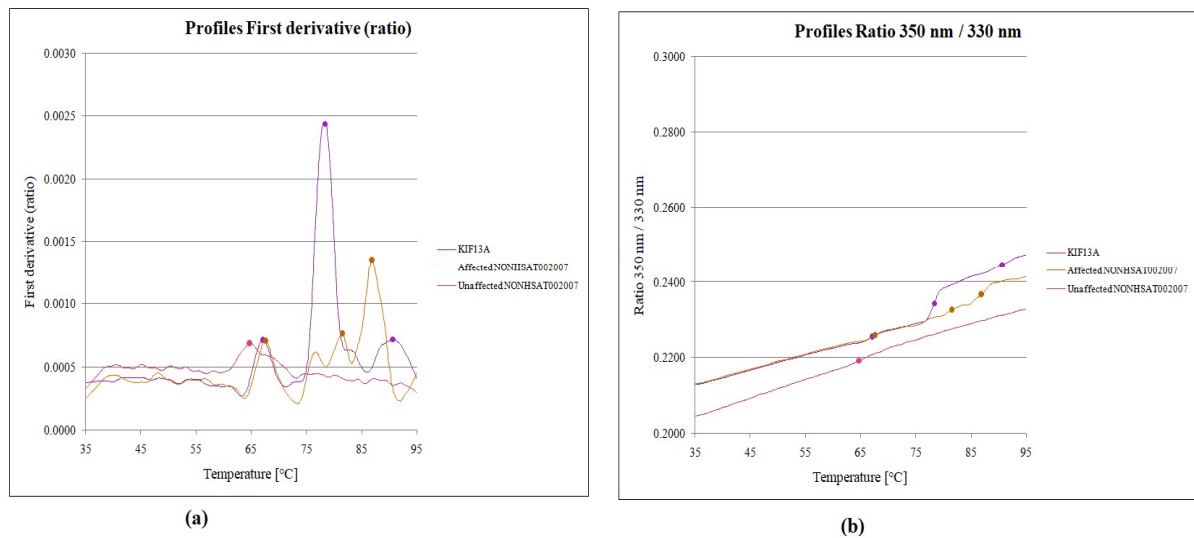 Profiles First derivative (ratio)
0.0030
0.0025
0.0020
0.0015
0.0010
0.0005
0.0000
First derivative (ratio)
35 45 55 65 75 85 95
Temperature [°C]
KIF13A
Affected NONHSAT002007
Unaffected NONHSAT002007
(a)
Profiles Ratio 350 nm / 330 nm
0.3000
0.2800
0.2600
0.2400
0.2200
0.2000
Ratio 350 nm / 330 nm
35 45 55 65 75 85 95
Temperature [°C]
KIF13A
Affected NONHSAT002007
Unaffected NONHSAT002007
(b)